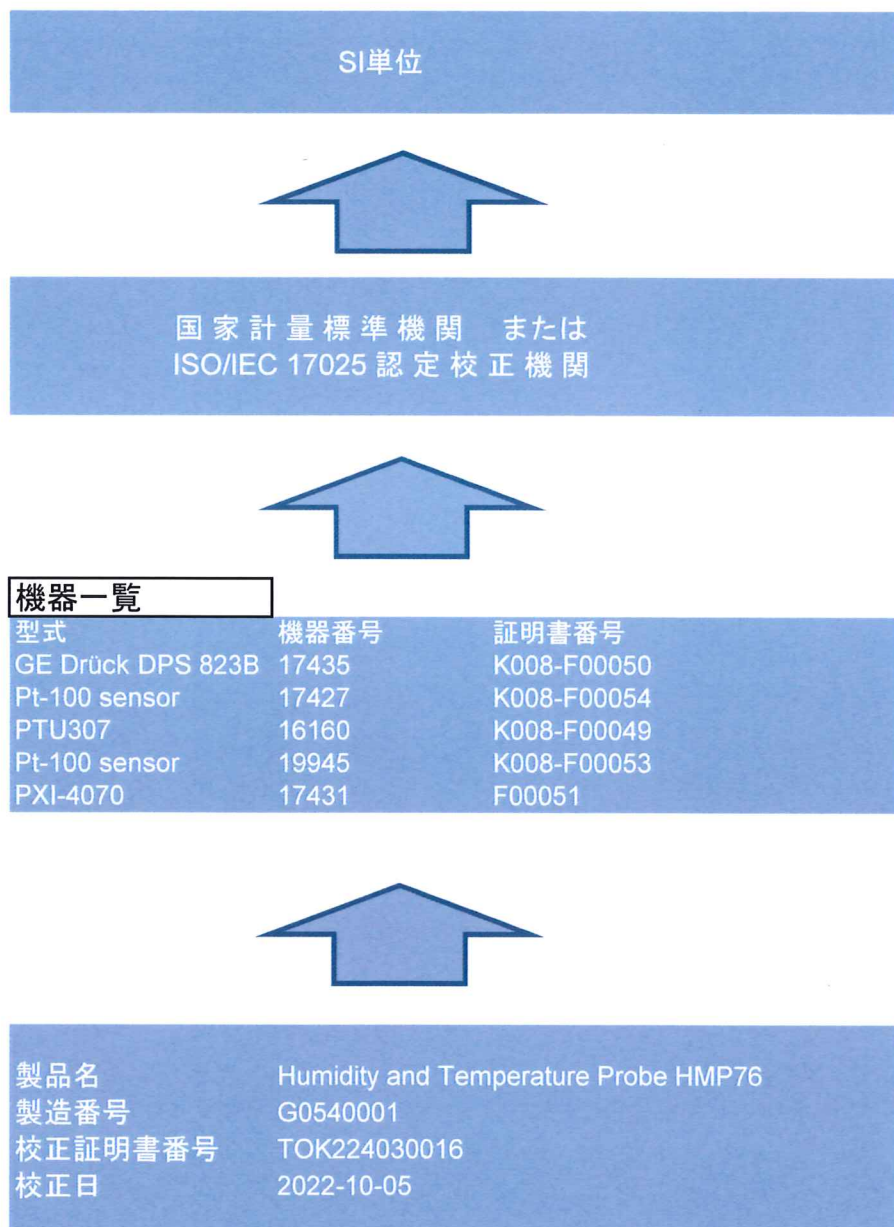 SI単位
国家計量標準機関 または
ISO/IEC 17025 認定校正機関
機器一覧
型式 機器番号 証明書番号
GE Drück DPS 823B 17435 K008-F00050
Pt-100 sensor 17427 K008-F00054
PTU307 16160 K008-F00049
Pt-100 sensor 19945 K008-F00053
PXI-4070 17431 F00051
製品名 Humidity and Temperature Probe HMP76
製造番号 G0540001
校正証明書番号 TOK224030016
校正日 2022-10-05